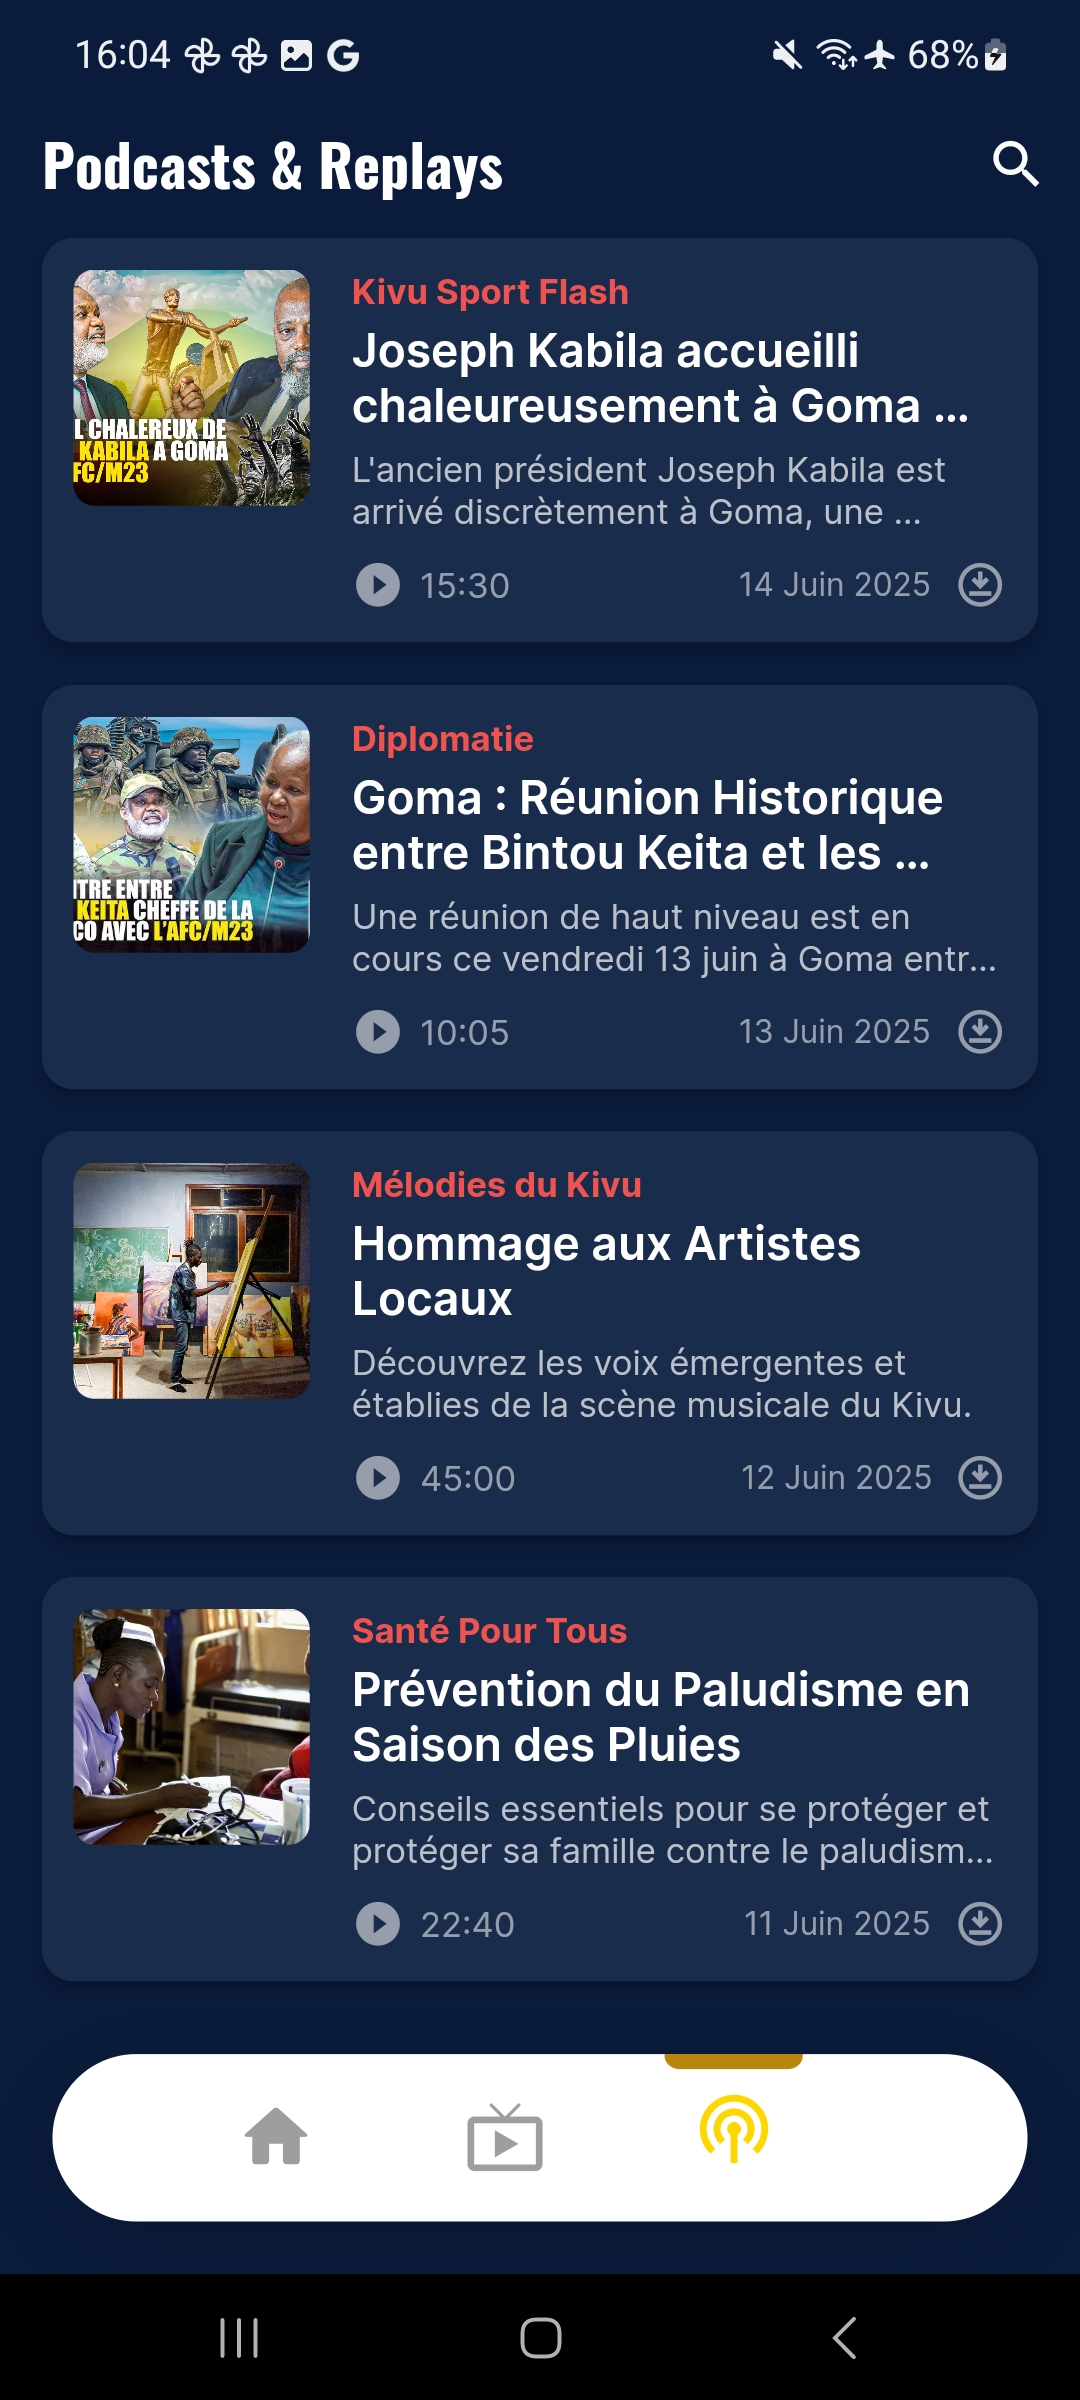 16:04
68%
Podcasts & Replays
L CHALEREUX DE
KABILA A GOMA
FC/M23
Kivu Sport Flash
Joseph Kabila accueilli
chaleureusement à Goma ...
L'ancien président Joseph Kabila est
arrivé discrètement à Goma, une ...
15:30
14 Juin 2025
NTRE ENTRE
KEITA CHEFFE DE LA
CO AVEC L'AFC/M23
Diplomatie
Goma : Réunion Historique
entre Bintou Keita et les ...
Une réunion de haut niveau est en
cours ce vendredi 13 juin à Goma entr...
10:05
13 Juin 2025
Mélodies du Kivu
Hommage aux Artistes
Locaux
Découvrez les voix émergentes et
établies de la scène musicale du Kivu.
45:00
12 Juin 2025
Santé Pour Tous
Prévention du Paludisme en
Saison des Pluies
Conseils essentiels pour se protéger et
protéger sa famille contre le paludism...
22:40
11 Juin 2025